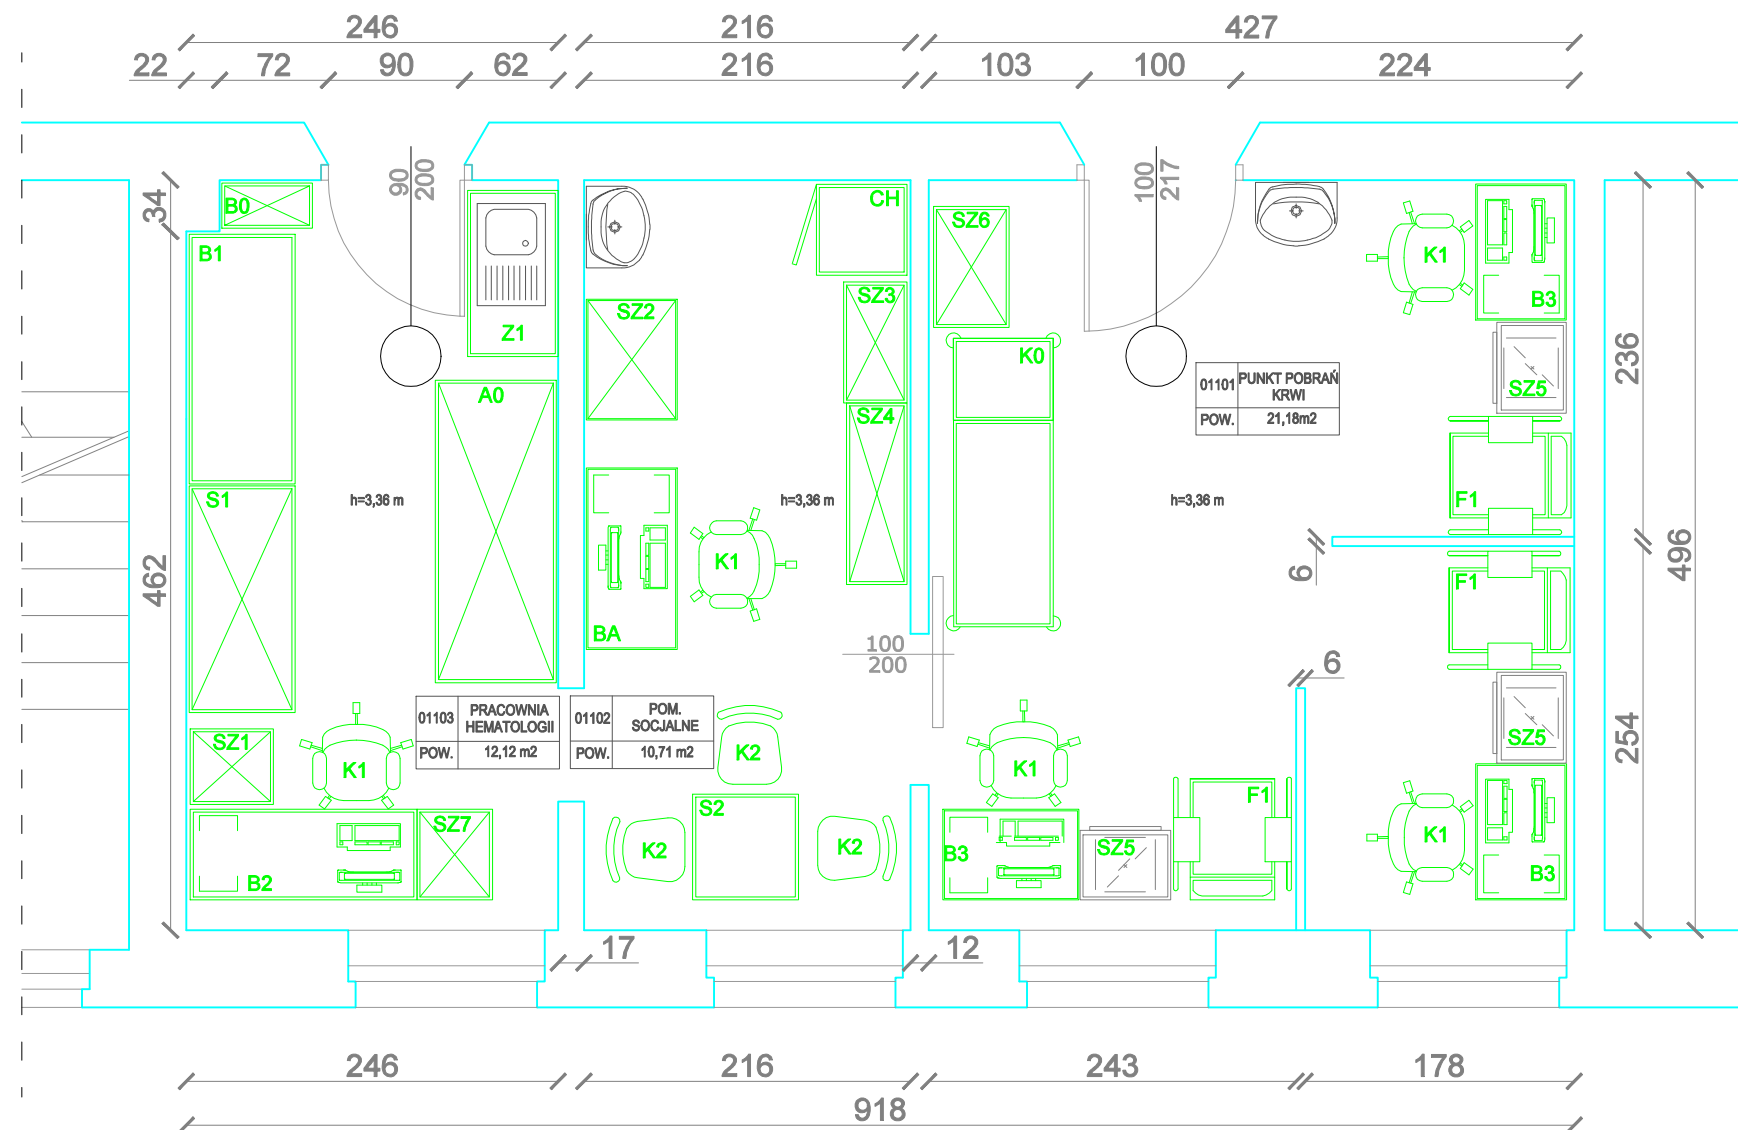 246 216 427
22 72 90 62 216 103 100 224
90
200
100
217
34
B0
CH
B1
SZ6
K1
B3
SZ2
SZ3
Z1
K0
236
A0
01101 PUNKT POBRAŃ
KRWI
POW. 21,18m2
SZ5
SZ4
S1
h=3,36 m
h=3,36 m
h=3,36 m
F1
496
462
K1
6
F1
BA
100
200
6
01103 PRACOWNIA
HEMATOLOGII
POW. 12,12 m2
01102 POM.
SOCJALNE
POW. 10,71 m2
SZ1
K1
K2
K1
SZ5
254
S2
F1
SZ7
K2
K2
B3
SZ5
K1
B2
B3
17
12
246 216 243 178
918